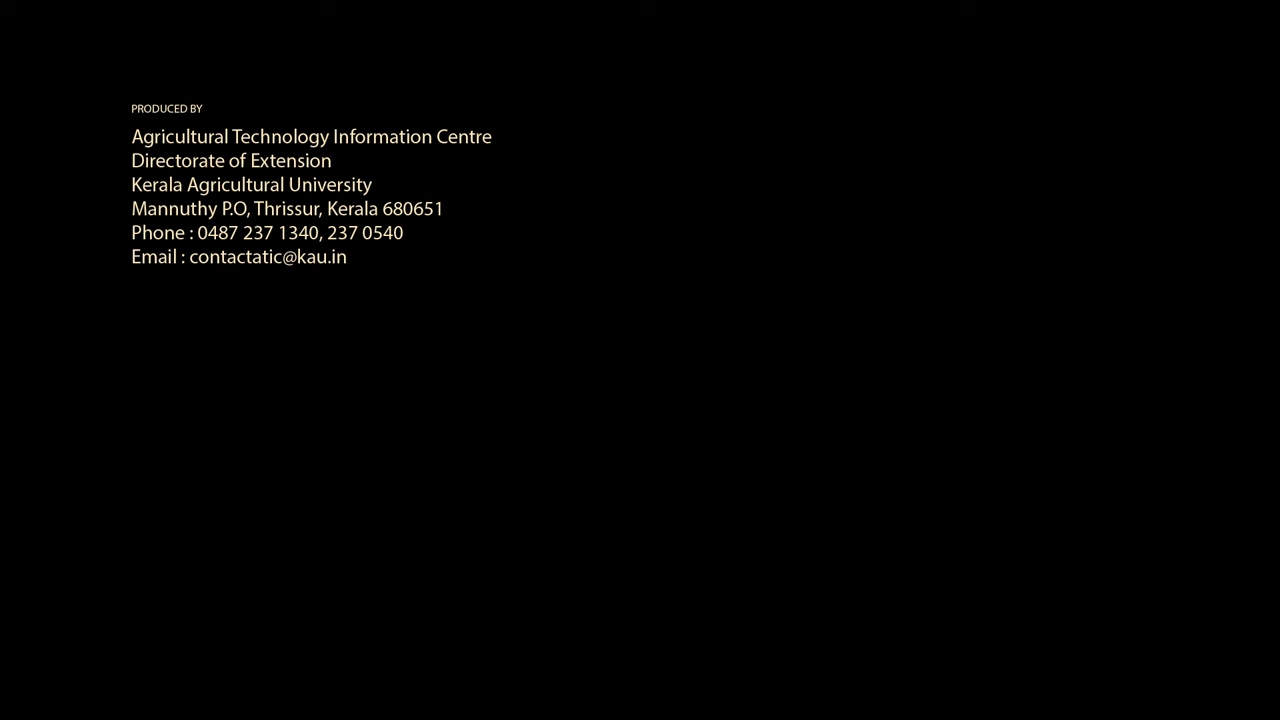 PRODUCED BY
Agricultural Technology Information Centre
Directorate of Extension
Kerala Agricultural University
Mannuthy P.O, Thrissur, Kerala 680651
Phone : 0487 237 1340, 237 0540
Email : contactatic@kau.in